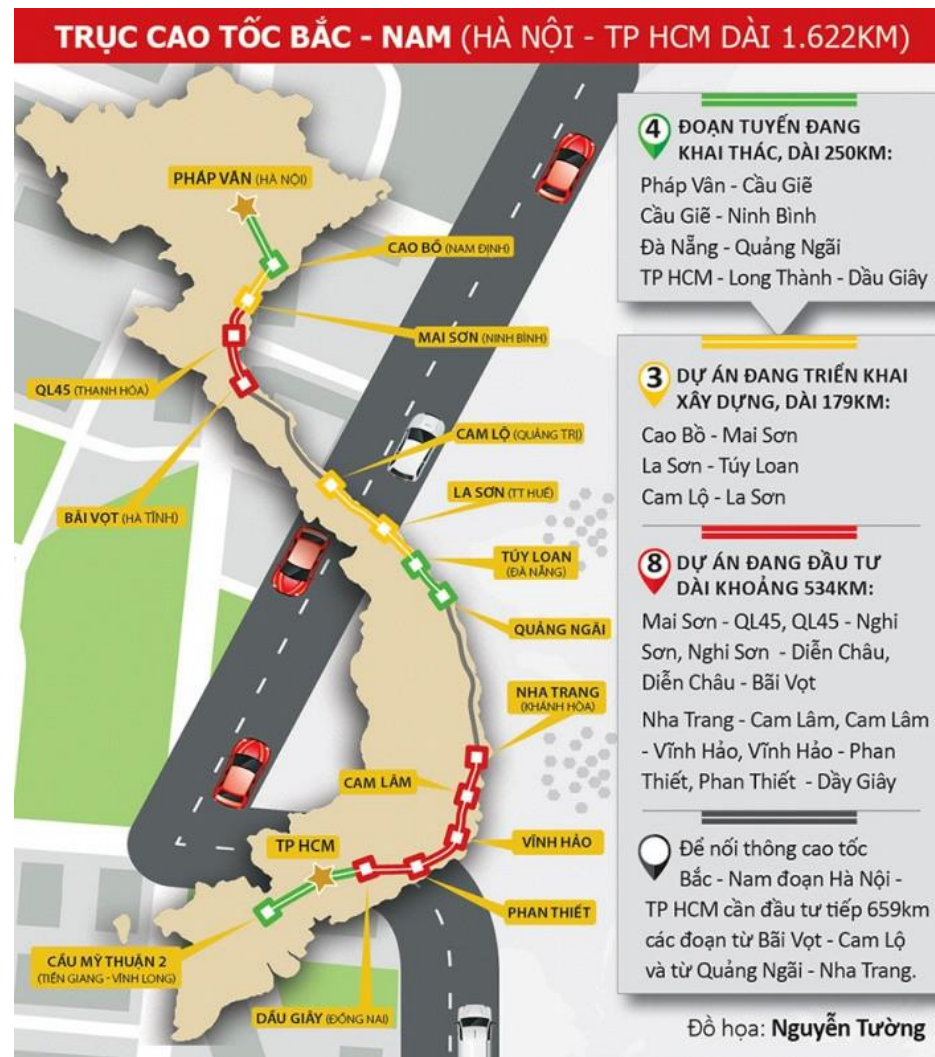 TRỤC CAO TỐC BẮC - NAM (HÀ NỘI - TP HCM DÀI 1.622KM)
PHÁP VÂN (HÀ NỘI)
CAO BỒ (NAM ĐỊNH)
MAI SƠN (NINH BÌNH)
QL45 (THANH HÓA)
CAM LỘ (QUẢNG TRỊ)
LA SƠN (TT HUẾ)
BÃI VỌT (HÀ TĨNH)
TÚY LOAN
(ĐÀ NẴNG)
QUẢNG NGÃI
NHA TRANG
(KHÁNH HÒA)
CAM LÂM
TP HCM
VĨNH HẢO
PHAN THIẾT
CẦU MỸ THUẬN 2
(TIỀN GIANG - VĨNH LONG)
DẦU GIÂY (ĐỒNG NAI)
4 ĐOẠN TUYẾN ĐANG
KHAI THÁC, DÀI 250KM:
Pháp Vân - Cầu Giẽ
Cầu Giẽ - Ninh Bình
Đà Nẵng - Quảng Ngãi
TP HCM - Long Thành - Dầu Giây
3 DỰ ÁN ĐANG TRIỂN KHAI
XÂY DỰNG, DÀI 179KM:
Cao Bồ - Mai Sơn
La Sơn - Túy Loan
Cam Lộ - La Sơn
8 DỰ ÁN ĐANG ĐẦU TƯ
DÀI KHOẢNG 534KM:
Mai Sơn - QL45, QL45 - Nghi
Sơn, Nghi Sơn - Diễn Châu,
Diễn Châu - Bãi Vọt
Nha Trang - Cam Lâm, Cam Lâm
- Vĩnh Hảo, Vĩnh Hảo - Phan
Thiết, Phan Thiết - Dầy Giây
Để nối thông cao tốc
Bắc - Nam đoạn Hà Nội -
TP HCM cần đầu tư tiếp 659km
các đoạn từ Bãi Vọt - Cam Lộ
và từ Quảng Ngãi - Nha Trang.
Đồ họa: Nguyễn Tường